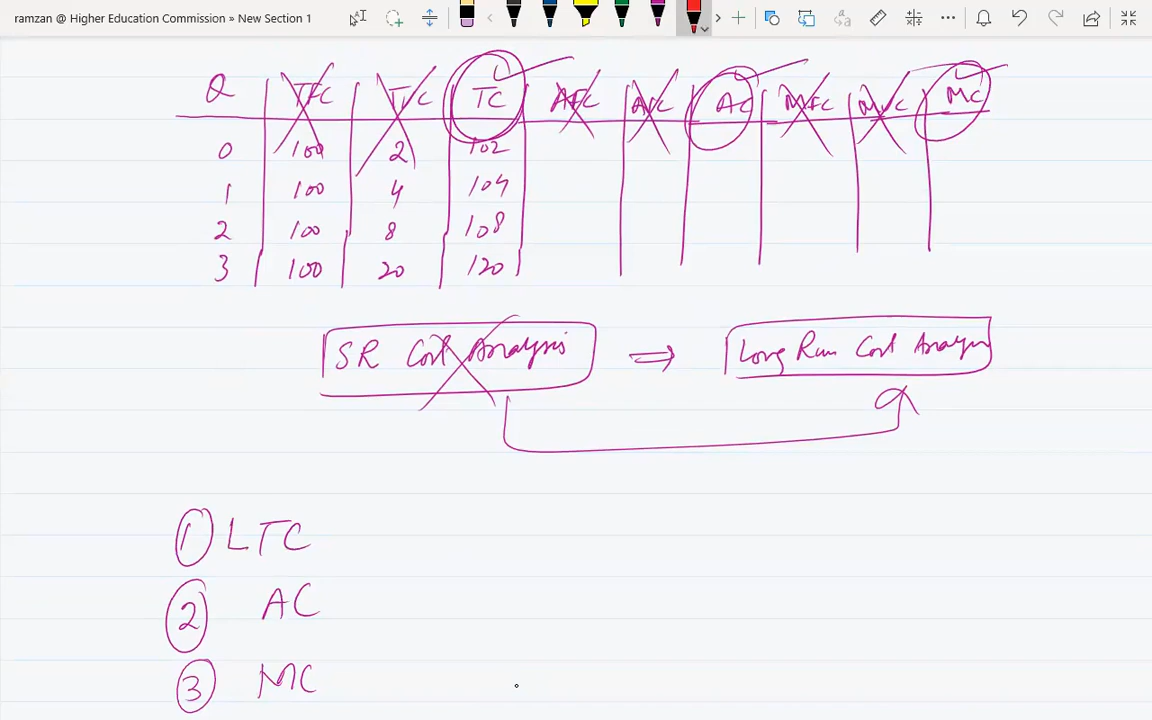 ramzan @ Higher Education Commission » New Section 1
Q TFC TVC TC AFC AVC AC MFC MVC MC
0 100 2 102
1 100 4 104
2 100 8 108
3 100 20 120
SR Cost Analysis ⇒ Long Run Cost Analysis
1 LTC
2 AC
3 MC